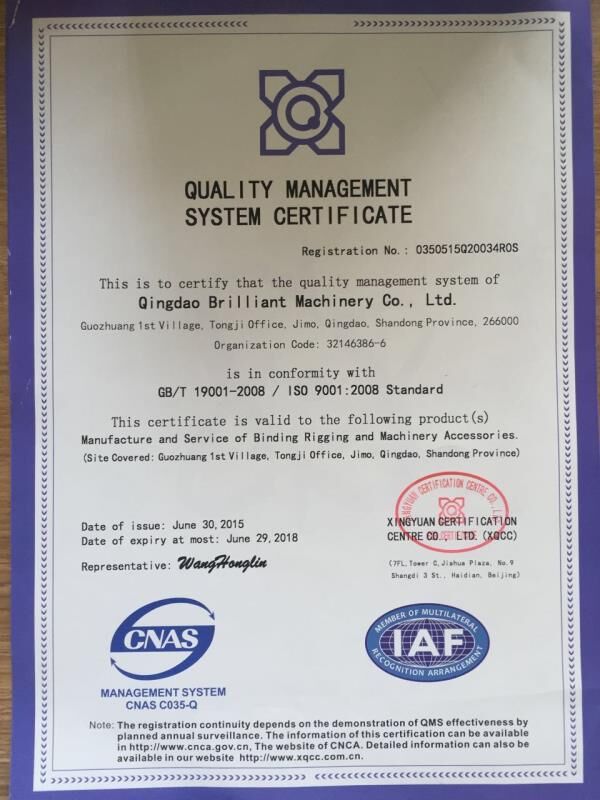 QUALITY MANAGEMENT
SYSTEM CERTIFICATE
Registration No.: 0350515Q20034R0S
This is to certify that the quality management system of
Qingdao Brilliant Machinery Co., Ltd.
Guozhuang 1st Village, Tongji Office, Jimo, Qingdao, Shandong Province, 266000
Organization Code: 32146386-6
is in conformity with
GB/T 19001-2008 / ISO 9001:2008 Standard
This certificate is valid to the following product(s)
Manufacture and Service of Binding Rigging and Machinery Accessories.
(Site Covered: Guozhuang 1st Village, Tongji Office, Jimo, Qingdao, Shandong Province)
Date of issue: June 30, 2015
Date of expiry at most: June 29, 2018
Representative: WangHonglin
CERTIFICATION CENTRE CO., L
XINGYUAN CERTIFICATION
CENTRE CO., LTD. (XQCC)
(7FL, Tower C, Jiahua Plaza, No.9
Shangdi 3 St., Haidian, Beijing)
CNAS
MANAGEMENT SYSTEM
CNAS C035-Q
MEMBER OF MULTILATERAL
IAF
RECOGNITION ARRANGEMENT
Note: The registration continuity depends on the demonstration of QMS effectiveness by
planned annual surveillance. The information of this certification can be available
in http://www.cnca.gov.cn, The website of CNCA. Detailed information can also be
available in our website http://www.xqcc.com.cn.